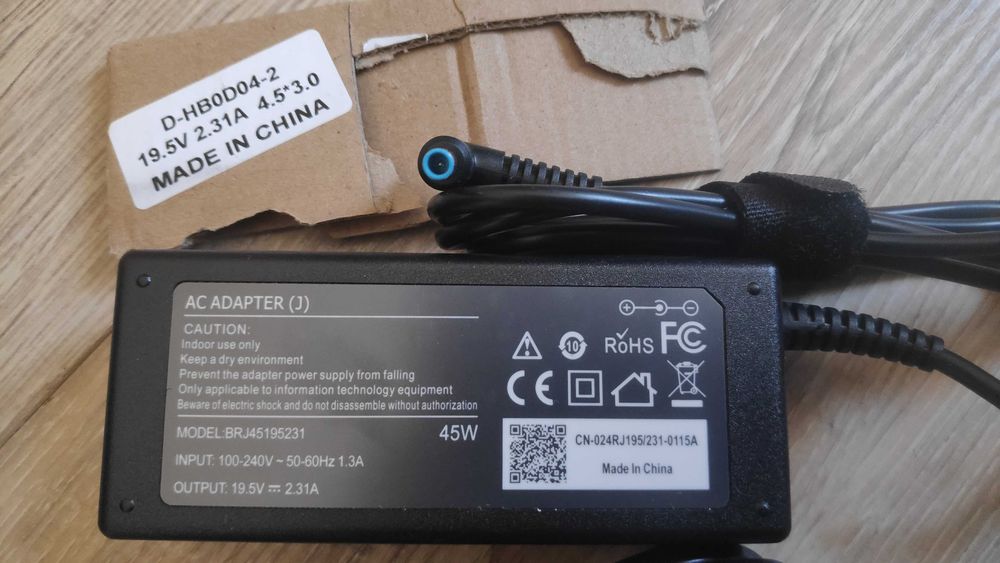 D-HB0D04-2
19.5V 2.31A 4.5*3.0
MADE IN CHINA
AC ADAPTER (J)
CAUTION:
Indoor use only
Keep a dry environment
Prevent the adapter power supply from falling
Only applicable to information technology equipment
Beware of electric shock and do not disassemble without authorization
MODEL:BRJ45195231
45W
INPUT: 100-240V ~ 50-60Hz 1.3A
OUTPUT: 19.5V ⎓ 2.31A
10
RoHS
FC
CE
CN-024RJ195/231-0115A
Made In China